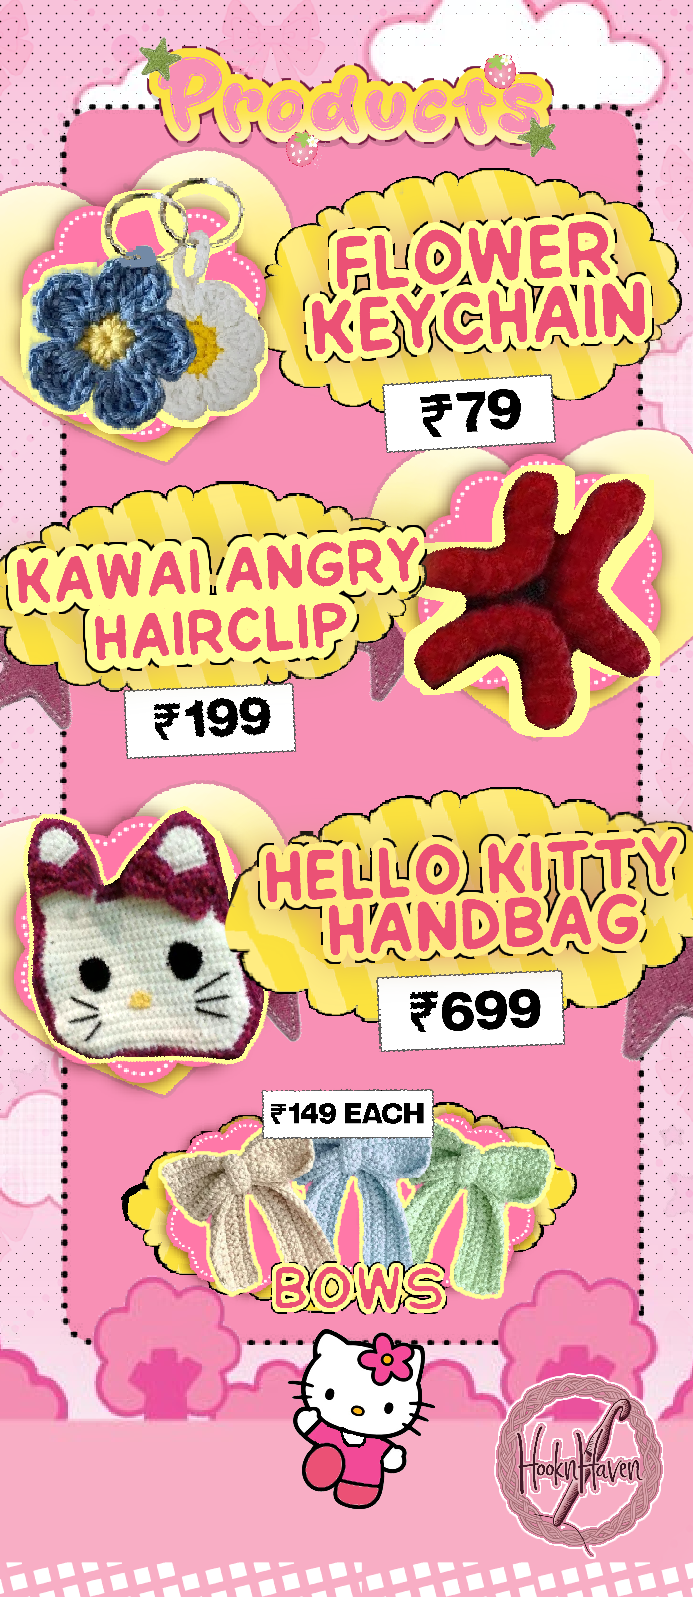 Products
FLOWER
KEYCHAIN
₹79
KAWAI ANGRY
HAIRCLIP
₹199
HELLO KITTY
HANDBAG
₹699
₹149 EACH
BOWS
HooknHaven